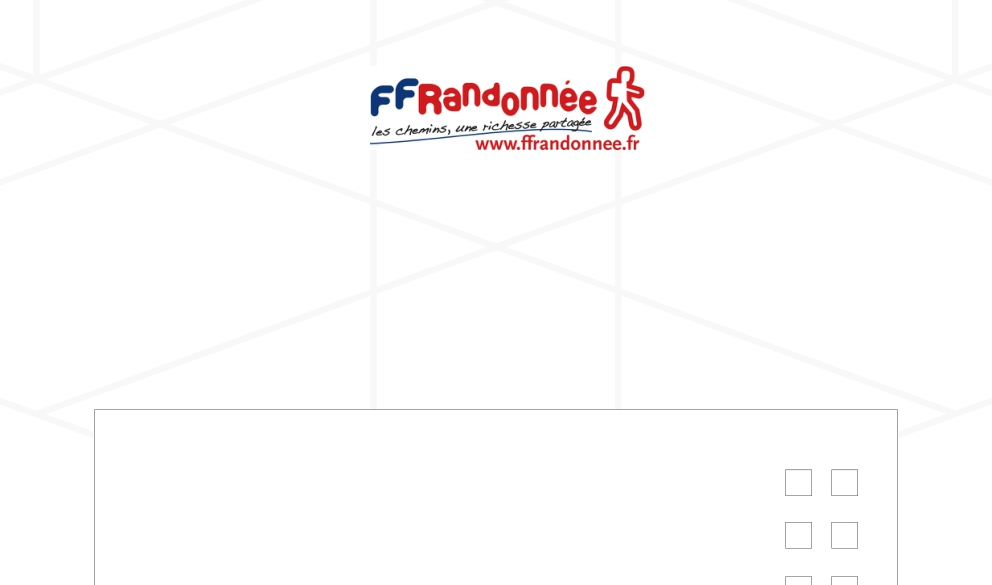 FFRandonnée
les chemins, une richesse partagée
www.ffrandonnee.fr